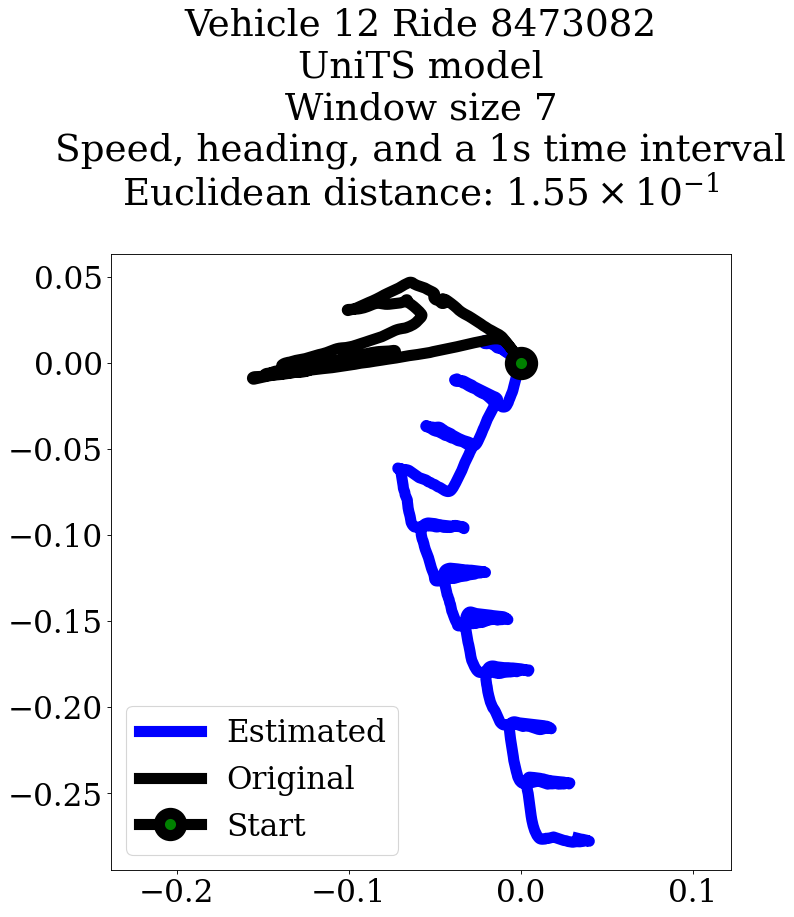 Vehicle 12 Ride 8473082
UniTS model
Window size 7
Speed, heading, and a 1s time interval
Euclidean distance: 1.55 × 10⁻¹
0.05
0.00
−0.05
−0.10
−0.15
−0.20
−0.25
Estimated
Original
Start
−0.2 −0.1 0.0 0.1